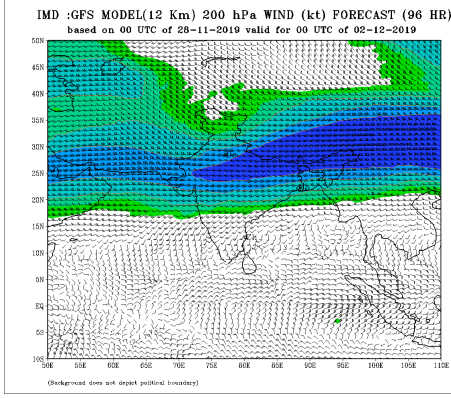 IMD :GFS MODEL(12 Km) 200 hPa WIND (kt) FORECAST (96 HR)
based on 00 UTC of 28-11-2019 valid for 00 UTC of 02-12-2019
50N
45N
40N
35N
30N
25N
20N
15N
10N
5N
EQ
5S
10S
50E 55E 60E 65E 70E 75E 80E 85E 90E 95E 100E 105E 110E
(Background does not depict political boundary)